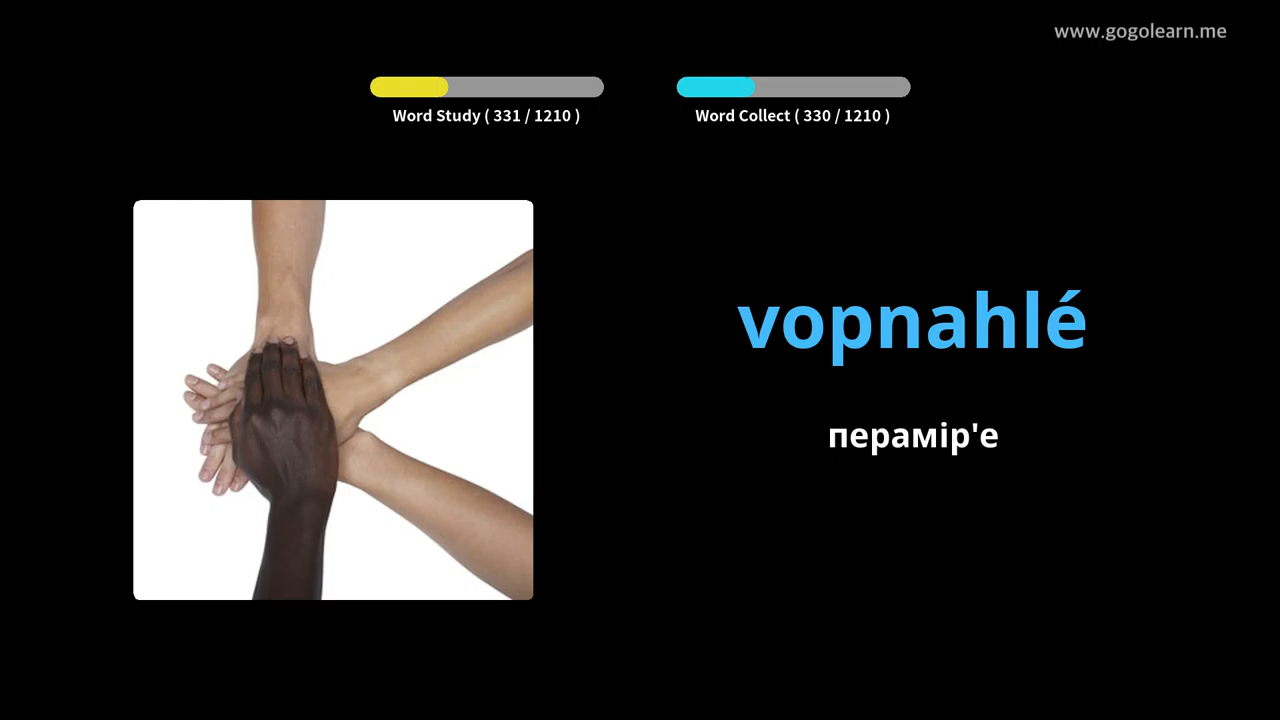 www.gogolearn.me
Word Study ( 331 / 1210 )
Word Collect ( 330 / 1210 )
vopnahlé
перамір'е